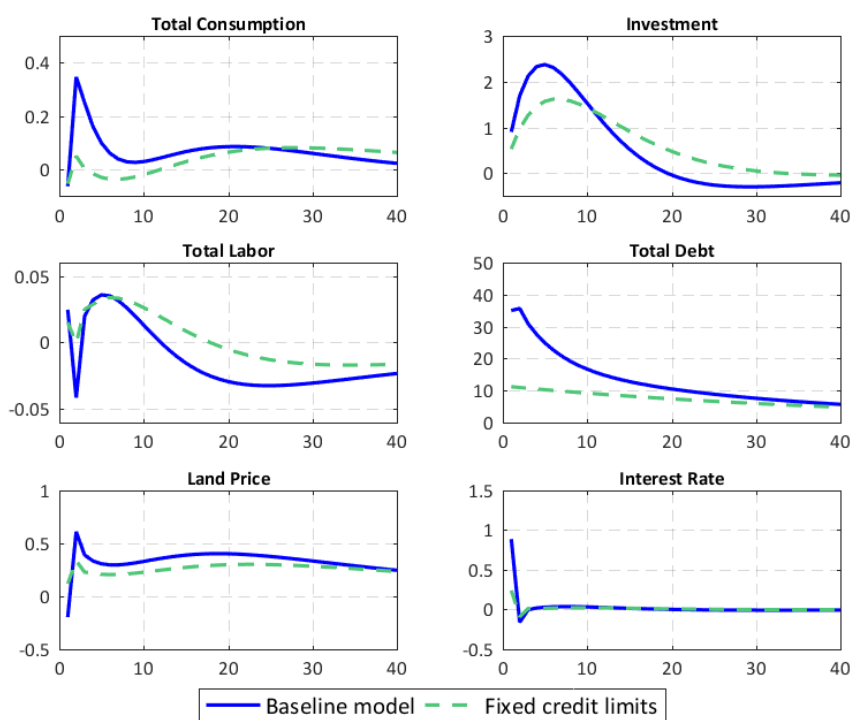 Total Consumption
0.4
0.2
0
0 10 20 30 40
Investment
3
2
1
0
0 10 20 30 40
Total Labor
0.05
0
-0.05
0 10 20 30 40
Total Debt
50
40
30
20
10
0
0 10 20 30 40
Land Price
1
0.5
0
-0.5
0 10 20 30 40
Interest Rate
1.5
1
0.5
0
-0.5
0 10 20 30 40
Baseline model Fixed credit limits